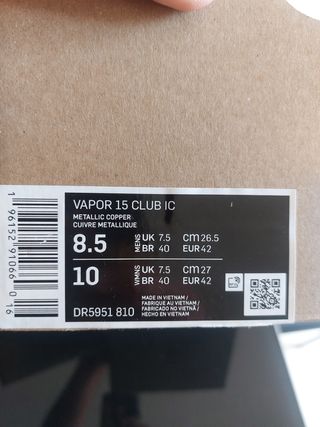 VAPOR 15 CLUB IC
METALLIC COPPER
CUIVRE METALLIQUE
8.5 MENS UK 7.5 CM 26.5
BR 40 EUR 42
10 WMNS UK 7.5 CM 27
BR 40 EUR 42
MADE IN VIETNAM /
FABRIQUE AU VIETNAM /
FABRICADO NO VIETNÃ /
HECHO EN VIETNAM
DR5951 810
1 96152 91066 0 16